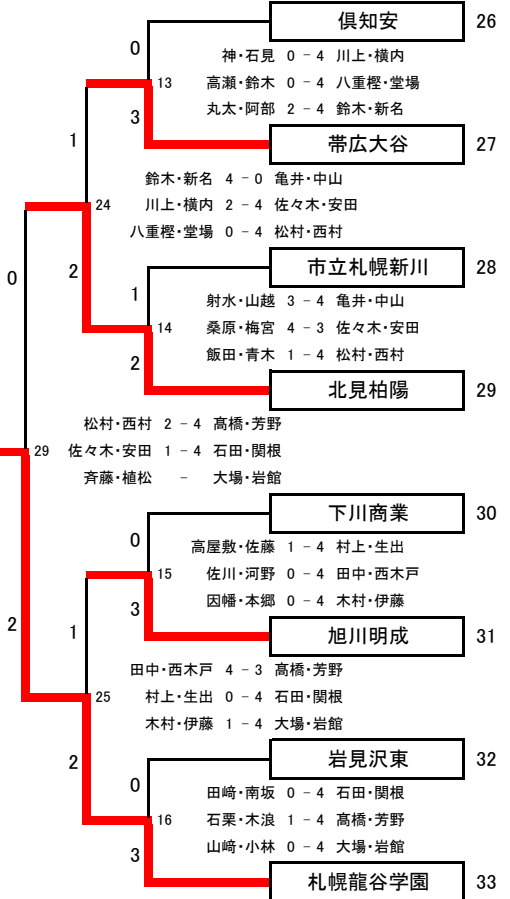 倶知安 26
0
神・石見 0 － 4 川上・横内
13 高瀬・鈴木 0 － 4 八重樫・堂場
丸太・阿部 2 － 4 鈴木・新名
3
1
帯広大谷 27
鈴木・新名 4 － 0 亀井・中山
24 川上・横内 2 － 4 佐々木・安田
八重樫・堂場 0 － 4 松村・西村
0
2
市立札幌新川 28
1
射水・山越 3 － 4 亀井・中山
14 桑原・梅宮 4 － 3 佐々木・安田
飯田・青木 1 － 4 松村・西村
2
北見柏陽 29
松村・西村 2 － 4 髙橋・芳野
29 佐々木・安田 1 － 4 石田・関根
斉藤・植松 － 大場・岩館
下川商業 30
0
高屋敷・佐藤 1 － 4 村上・生出
15 佐川・河野 0 － 4 田中・西木戸
因幡・本郷 0 － 4 木村・伊藤
3
2
1
旭川明成 31
田中・西木戸 4 － 3 髙橋・芳野
25 村上・生出 0 － 4 石田・関根
木村・伊藤 1 － 4 大場・岩館
2
岩見沢東 32
0
田﨑・南坂 0 － 4 石田・関根
16 石栗・木浪 1 － 4 髙橋・芳野
山﨑・小林 0 － 4 大場・岩館
3
札幌龍谷学園 33